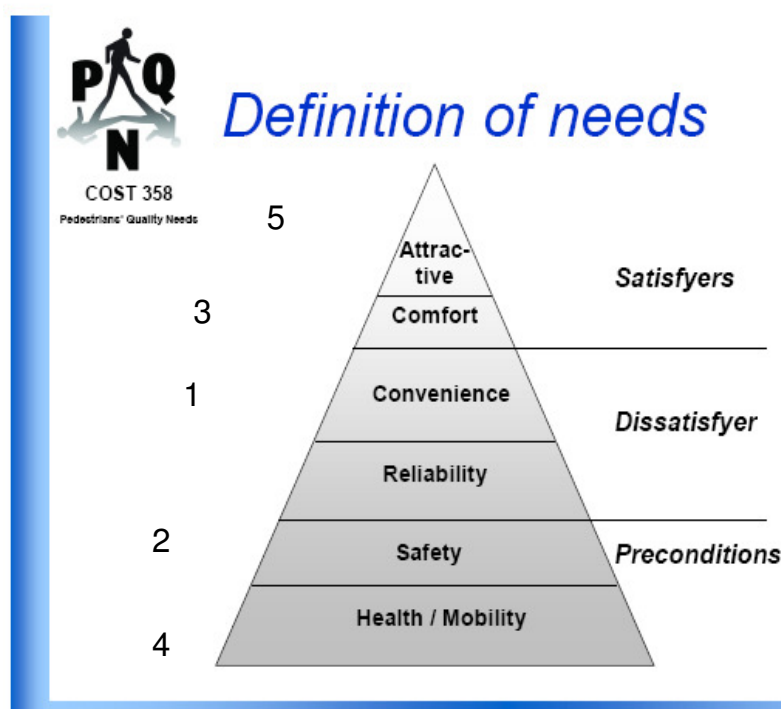 P Q
N
COST 358
Pedestrians' Quality Needs
Definition of needs
5
Attrac-
tive
Satisfyers
3
Comfort
1
Convenience
Dissatisfyer
Reliability
2
Safety
Preconditions
Health / Mobility
4